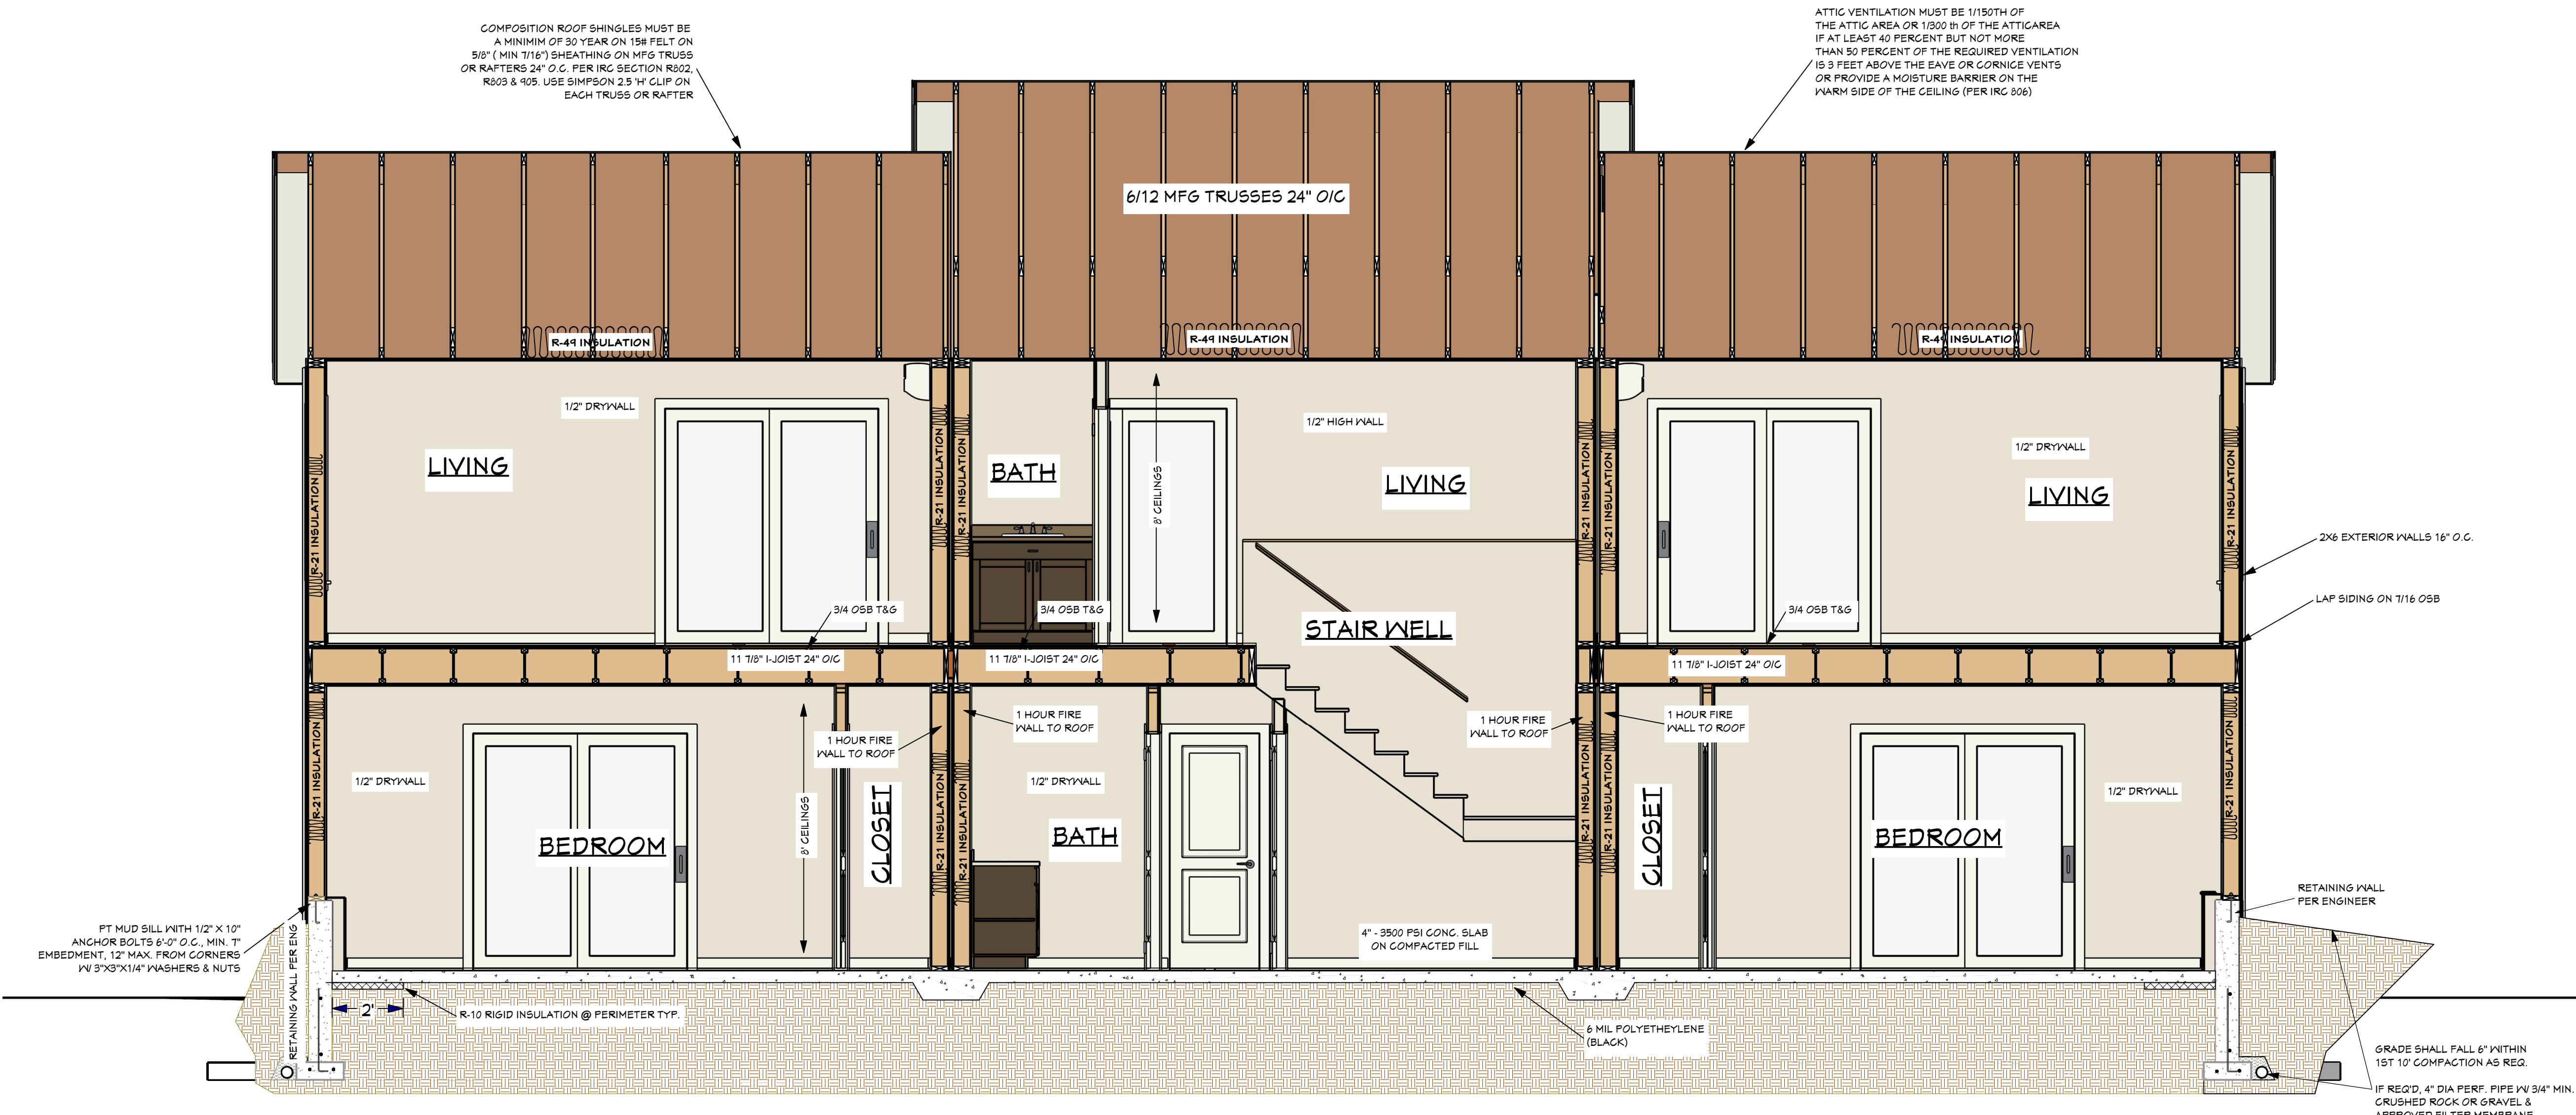 COMPOSITION ROOF SHINGLES MUST BE
A MINIMIM OF 30 YEAR ON 15# FELT ON
5/8" ( MIN 7/16") SHEATHING ON MFG TRUSS
OR RAFTERS 24" O.C. PER IRC SECTION R802,
R803 & 905. USE SIMPSON 2.5 'H' CLIP ON
EACH TRUSS OR RAFTER
ATTIC VENTILATION MUST BE 1/150TH OF
THE ATTIC AREA OR 1/300 th OF THE ATTICAREA
IF AT LEAST 40 PERCENT BUT NOT MORE
THAN 50 PERCENT OF THE REQUIRED VENTILATION
IS 3 FEET ABOVE THE EAVE OR CORNICE VENTS
OR PROVIDE A MOISTURE BARRIER ON THE
WARM SIDE OF THE CEILING (PER IRC 806)
6/12 MFG TRUSSES 24" O/C
R-49 INSULATION
R-49 INSULATION
R-49 INSULATION
1/2" DRYWALL
1/2" HIGH WALL
1/2" DRYWALL
LIVING
BATH
LIVING
LIVING
8' CEILINGS
R-21 INSULATION
R-21 INSULATION
R-21 INSULATION
R-21 INSULATION
R-21 INSULATION
R-21 INSULATION
2X6 EXTERIOR WALLS 16" O.C.
LAP SIDING ON 7/16 OSB
3/4 OSB T&G
3/4 OSB T&G
3/4 OSB T&G
STAIR WELL
11 7/8" I-JOIST 24" O/C
11 7/8" I-JOIST 24" O/C
11 7/8" I-JOIST 24" O/C
1 HOUR FIRE
WALL TO ROOF
1 HOUR FIRE
WALL TO ROOF
1 HOUR FIRE
WALL TO ROOF
1 HOUR FIRE
WALL TO ROOF
1/2" DRYWALL
1/2" DRYWALL
1/2" DRYWALL
R-21 INSULATION
R-21 INSULATION
R-21 INSULATION
R-21 INSULATION
R-21 INSULATION
R-21 INSULATION
8' CEILINGS
BEDROOM
CLOSET
BATH
CLOSET
BEDROOM
RETAINING WALL
PER ENGINEER
PT MUD SILL WITH 1/2" X 10"
ANCHOR BOLTS 6'-0" O.C., MIN. 7"
EMBEDMENT, 12" MAX. FROM CORNERS
W/ 3"X3"X1/4" WASHERS & NUTS
RETAINING WALL PER ENG
4" - 3500 PSI CONC. SLAB
ON COMPACTED FILL
2'
R-10 RIGID INSULATION @ PERIMETER TYP.
6 MIL POLYETHEYLENE
(BLACK)
GRADE SHALL FALL 6" WITHIN
1ST 10' COMPACTION AS REQ.
IF REQ'D, 4" DIA PERF. PIPE W/ 3/4" MIN.
CRUSHED ROCK OR GRAVEL &
APPROVED FILTER MEMBRANE